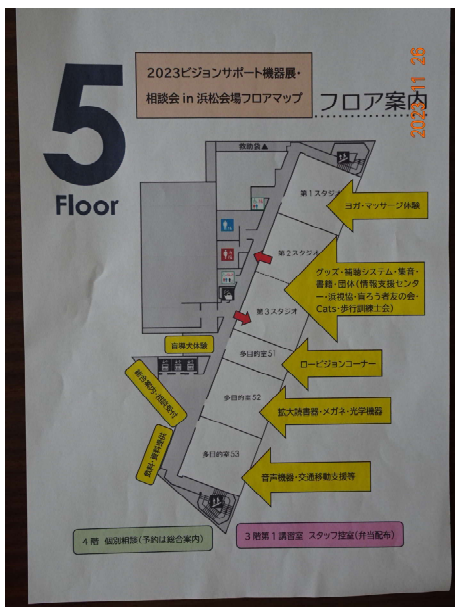 5
Floor
2023ビジョンサポート機器展・
相談会 in 浜松会場フロアマップ
フロア案内
2023 11 26
救助袋▲
第1スタジオ
ヨガ・マッサージ体験
第2スタジオ
グッズ・補聴システム・集音・
書籍・団体(情報支援センタ
ー・浜視協・盲ろう者友の会・
Cats・歩行訓練士会)
第3スタジオ
盲導犬体験
多目的室51
ロービジョンコーナー
多目的室52
拡大読書器・メガネ・光学機器
多目的室53
音声機器・交通移動支援等
4階 個別相談(予約は総合案内)
3階第1講習室 スタッフ控室(弁当配布)